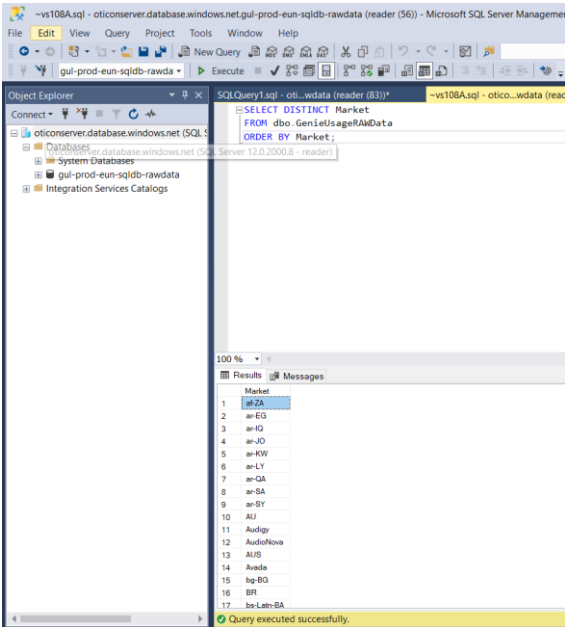 ~vs108A.sql - oticonserver.database.windows.net.gul-prod-eun-sqldb-rawdata (reader (56)) - Microsoft SQL Server Managemen
File Edit View Query Project Tools Window Help
New Query
gul-prod-eun-sqldb-rawda Execute
Object Explorer
Connect
oticonserver.database.windows.net (SQL S
Databases
oticonserver.database.windows.net (SQL Server 12.0.2000.8 - reader)
System Databases
gul-prod-eun-sqldb-rawdata
Integration Services Catalogs
SQLQuery1.sql - oti...wdata (reader (83))* ~vs108A.sql - otico...wdata (reac
SELECT DISTINCT Market
FROM dbo.GenieUsageRAWData
ORDER BY Market;
100 %
Results Messages
Market
1 af-ZA
2 ar-EG
3 ar-IQ
4 ar-JO
5 ar-KW
6 ar-LY
7 ar-QA
8 ar-SA
9 ar-SY
10 AU
11 Audigy
12 AudioNova
13 AUS
14 Avada
15 bg-BG
16 BR
17 bs-Latn-BA
Query executed successfully.